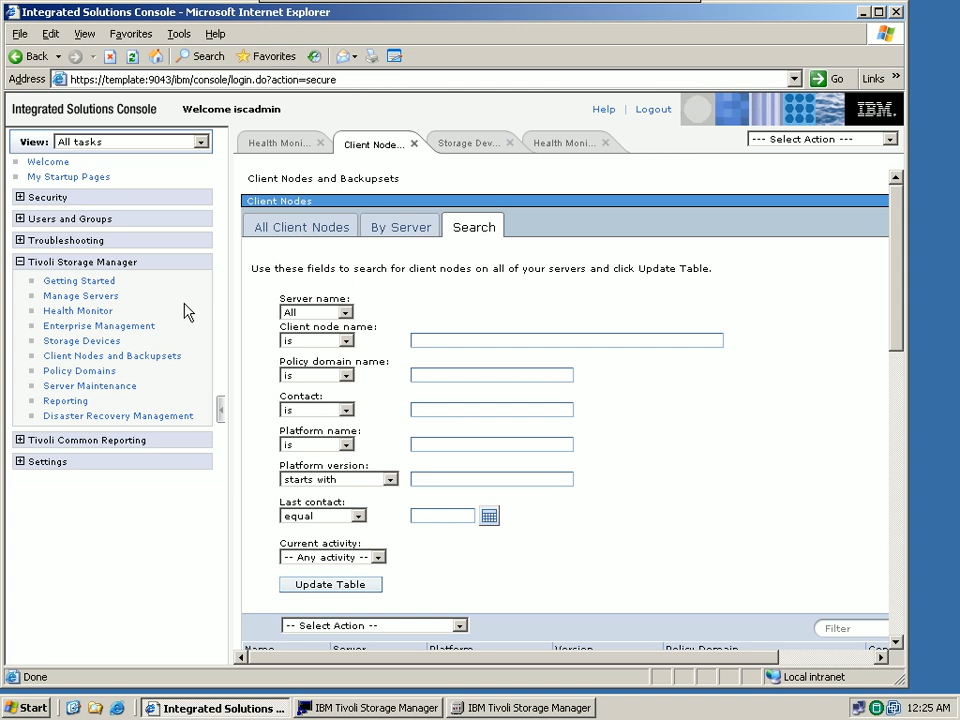 Integrated Solutions Console - Microsoft Internet Explorer
File Edit View Favorites Tools Help
Back Search Favorites
Address https://template:9043/ibm/console/login.do?action=secure Go Links »
Integrated Solutions Console Welcome iscadmin Help | Logout IBM.
View: All tasks
Welcome
My Startup Pages
Security
Users and Groups
Troubleshooting
Tivoli Storage Manager
Getting Started
Manage Servers
Health Monitor
Enterprise Management
Storage Devices
Client Nodes and Backupsets
Policy Domains
Server Maintenance
Reporting
Disaster Recovery Management
Tivoli Common Reporting
Settings
Health Moni... Client Node... Storage Dev... Health Moni... --- Select Action ---
Client Nodes and Backupsets
Client Nodes
All Client Nodes By Server Search
Use these fields to search for client nodes on all of your servers and click Update Table.
Server name:
All
Client node name:
is
Policy domain name:
is
Contact:
is
Platform name:
is
Platform version:
starts with
Last contact:
equal
Current activity:
-- Any activity --
Update Table
-- Select Action -- Filter
Name Server Platform Version Policy Domain
Done Local intranet
Start Integrated Solutions ... IBM Tivoli Storage Manager IBM Tivoli Storage Manager 12:25 AM